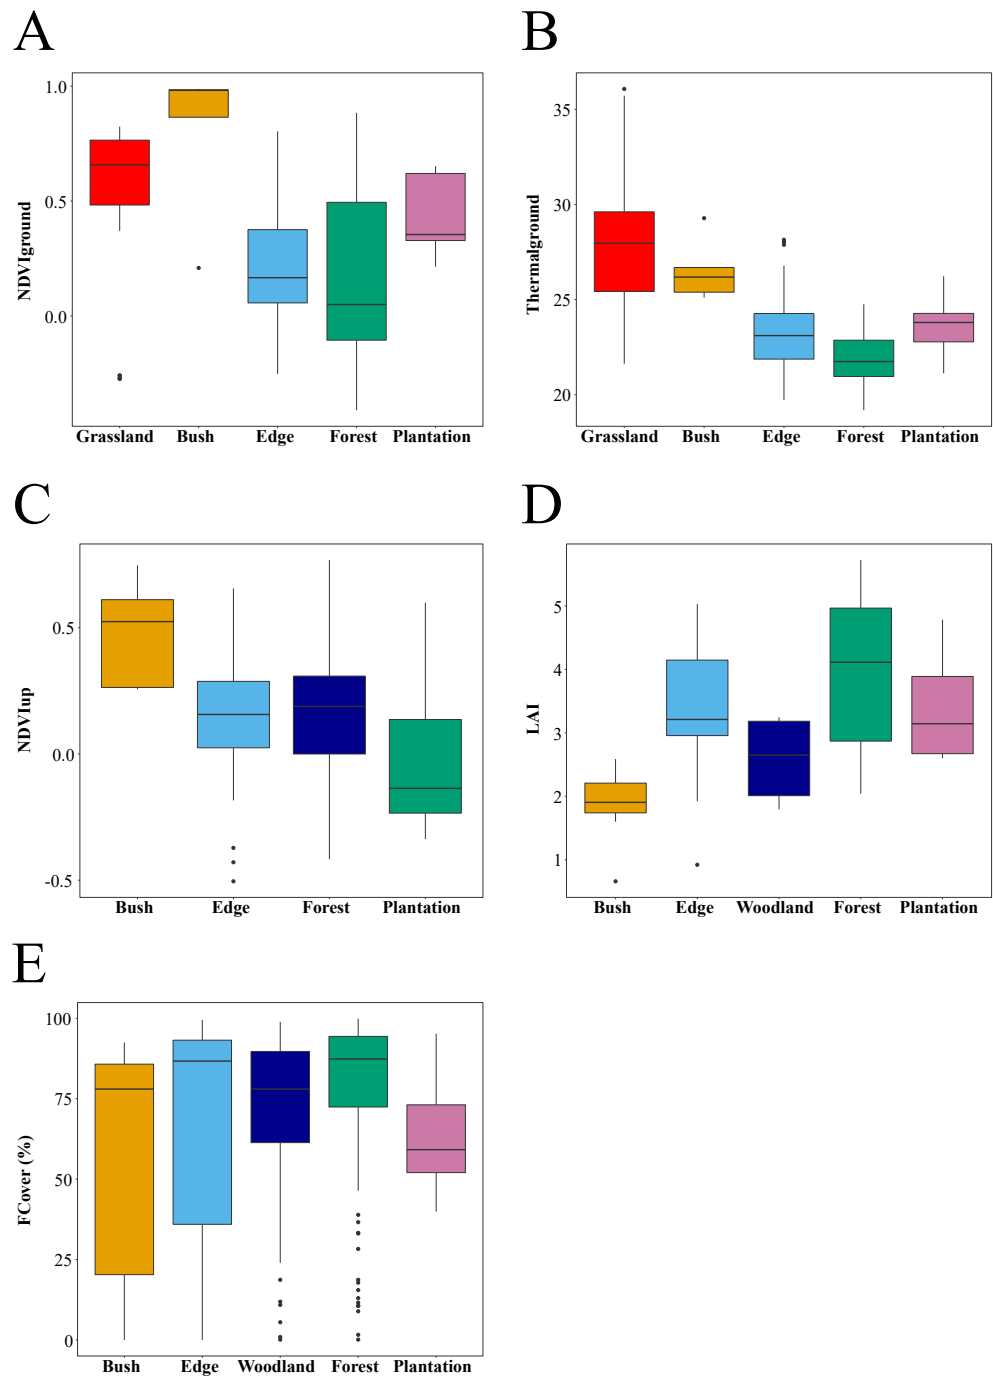 A
NDVIground
1.0
0.5
0.0
Grassland Bush Edge Forest Plantation
B
Thermalground
35
30
25
20
Grassland Bush Edge Forest Plantation
C
NDVIup
0.5
0.0
-0.5
Bush Edge Forest Plantation
D
LAI
5
4
3
2
1
Bush Edge Woodland Forest Plantation
E
FCover (%)
100
75
50
25
0
Bush Edge Woodland Forest Plantation